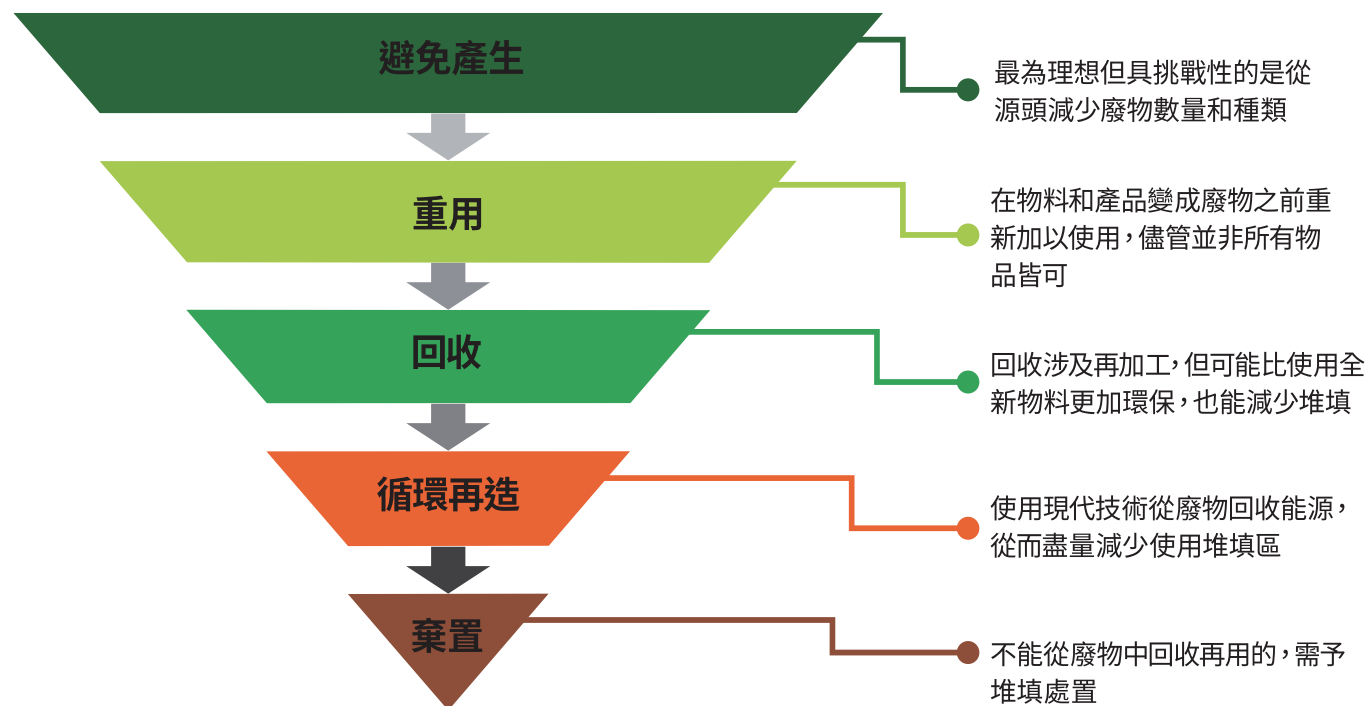 避免產生
最為理想但具挑戰性的是從
源頭減少廢物數量和種類
重用
在物料和產品變成廢物之前重
新加以使用，儘管並非所有物
品皆可
回收
回收涉及再加工，但可能比使用全
新物料更加環保，也能減少堆填
循環再造
使用現代技術從廢物回收能源，
從而盡量減少使用堆填區
棄置
不能從廢物中回收再用的，需予
堆填處置